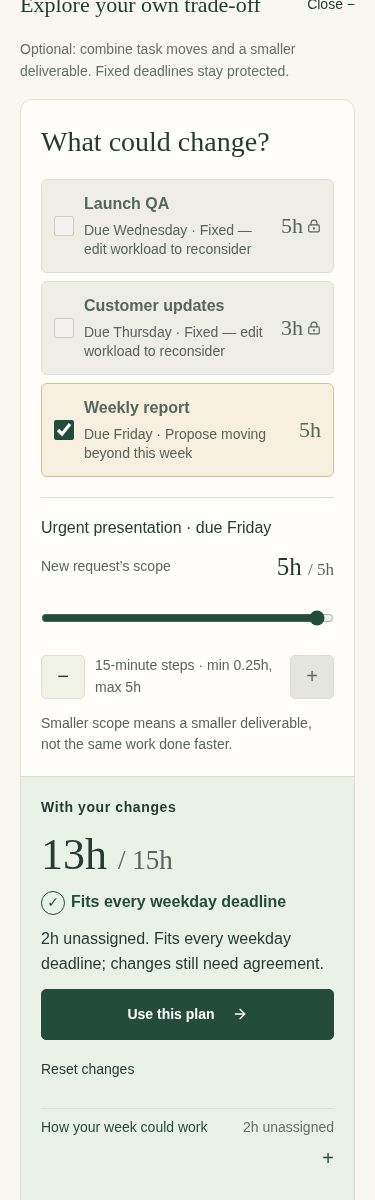 Explore your own trade-off
Close −
Optional: combine task moves and a smaller
deliverable. Fixed deadlines stay protected.
What could change?
Launch QA
Due Wednesday · Fixed —
edit workload to reconsider
5h
Customer updates
Due Thursday · Fixed — edit
workload to reconsider
3h
Weekly report
Due Friday · Propose moving
beyond this week
5h
Urgent presentation · due Friday
New request's scope
5h / 5h
−
15-minute steps · min 0.25h,
max 5h
+
Smaller scope means a smaller deliverable,
not the same work done faster.
With your changes
13h / 15h
✓ Fits every weekday deadline
2h unassigned. Fits every weekday
deadline; changes still need agreement.
Use this plan →
Reset changes
How your week could work
2h unassigned
+